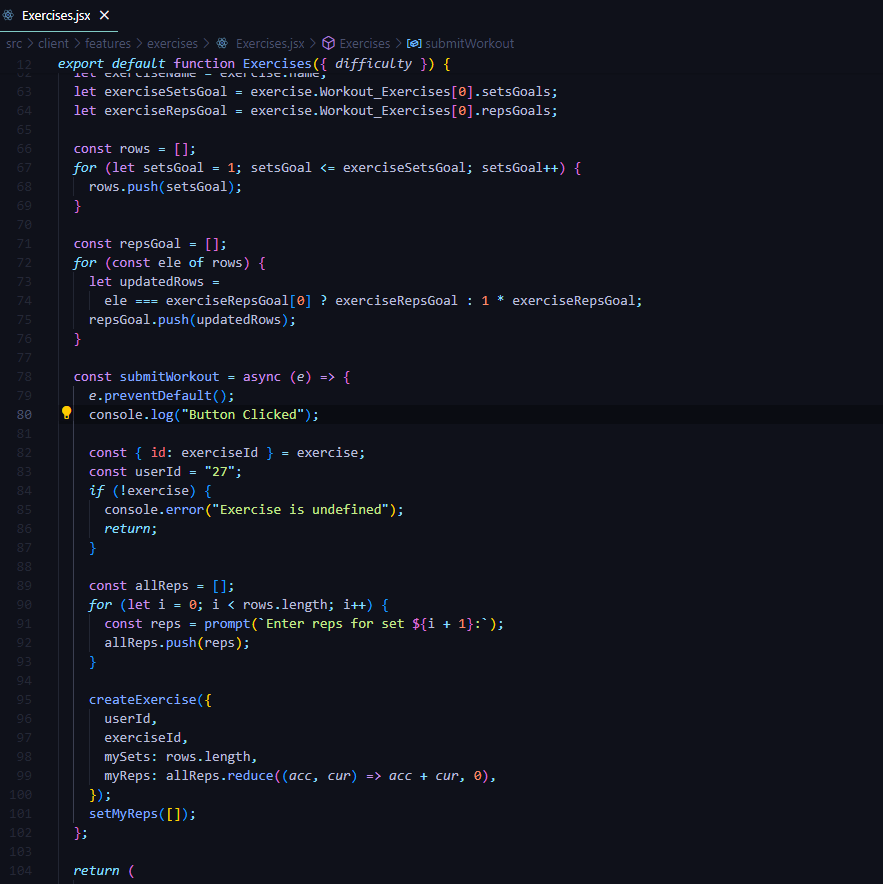 Exercises.jsx ×
src > client > features > exercises > Exercises.jsx > Exercises > submitWorkout
12 export default function Exercises({ difficulty }) {
62 let exerciseName = exercise.name;
63 let exerciseSetsGoal = exercise.Workout_Exercises[0].setsGoals;
64 let exerciseRepsGoal = exercise.Workout_Exercises[0].repsGoals;
65
66 const rows = [];
67 for (let setsGoal = 1; setsGoal <= exerciseSetsGoal; setsGoal++) {
68 rows.push(setsGoal);
69 }
70
71 const repsGoal = [];
72 for (const ele of rows) {
73 let updatedRows =
74 ele === exerciseRepsGoal[0] ? exerciseRepsGoal : 1 * exerciseRepsGoal;
75 repsGoal.push(updatedRows);
76 }
77
78 const submitWorkout = async (e) => {
79 e.preventDefault();
80 console.log("Button Clicked");
81
82 const { id: exerciseId } = exercise;
83 const userId = "27";
84 if (!exercise) {
85 console.error("Exercise is undefined");
86 return;
87 }
88
89 const allReps = [];
90 for (let i = 0; i < rows.length; i++) {
91 const reps = prompt(`Enter reps for set ${i + 1}:`);
92 allReps.push(reps);
93 }
94
95 createExercise({
96 userId,
97 exerciseId,
98 mySets: rows.length,
99 myReps: allReps.reduce((acc, cur) => acc + cur, 0),
100 });
101 setMyReps([]);
102 };
103
104 return (